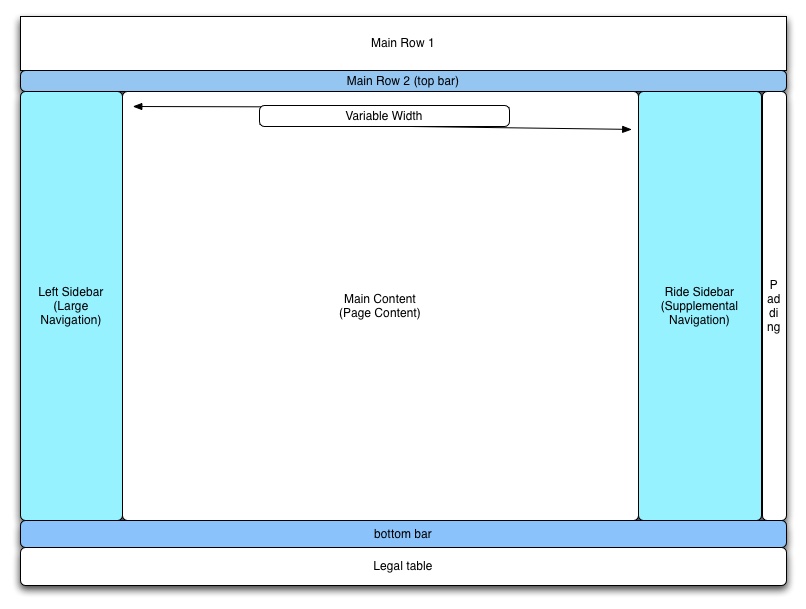 Main Row 1
Main Row 2 (top bar)
Variable Width
Left Sidebar
(Large
Navigation)
Main Content
(Page Content)
Ride Sidebar
(Supplemental
Navigation)
P
ad
di
ng
bottom bar
Legal table